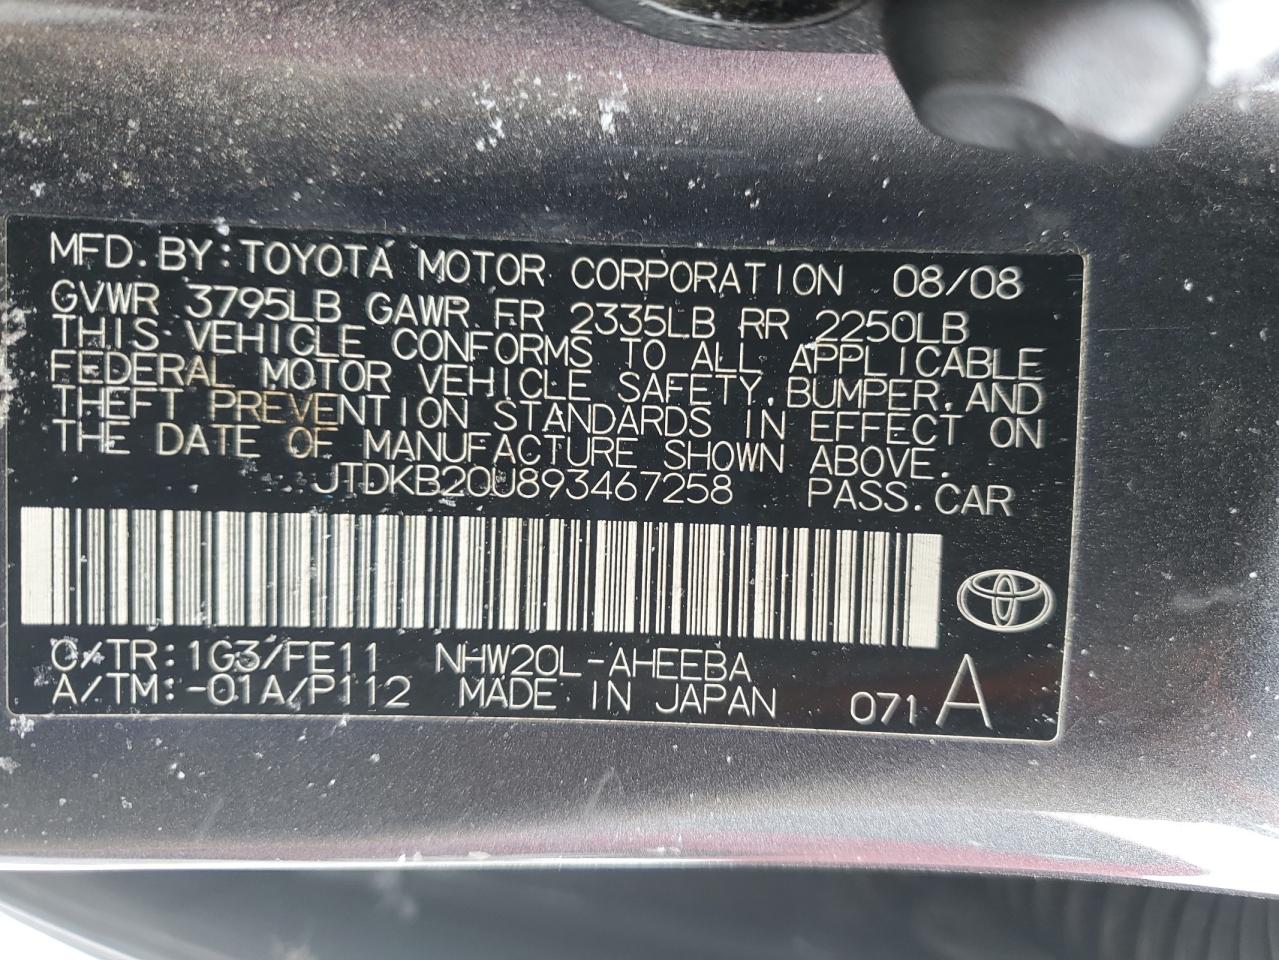 MFD. BY: TOYOTA MOTOR CORPORATION 08/08
GVWR 3795LB GAWR FR 2335LB RR 2250LB
THIS VEHICLE CONFORMS TO ALL APPLICABLE
FEDERAL MOTOR VEHICLE SAFETY, BUMPER, AND
THEFT PREVENTION STANDARDS IN EFFECT ON
THE DATE OF MANUFACTURE SHOWN ABOVE.
JTDKB20U893467258 PASS. CAR
C/TR: 1G3/FE11 NHW20L-AHEEBA
A/TM: -01A/P112 MADE IN JAPAN 071 A